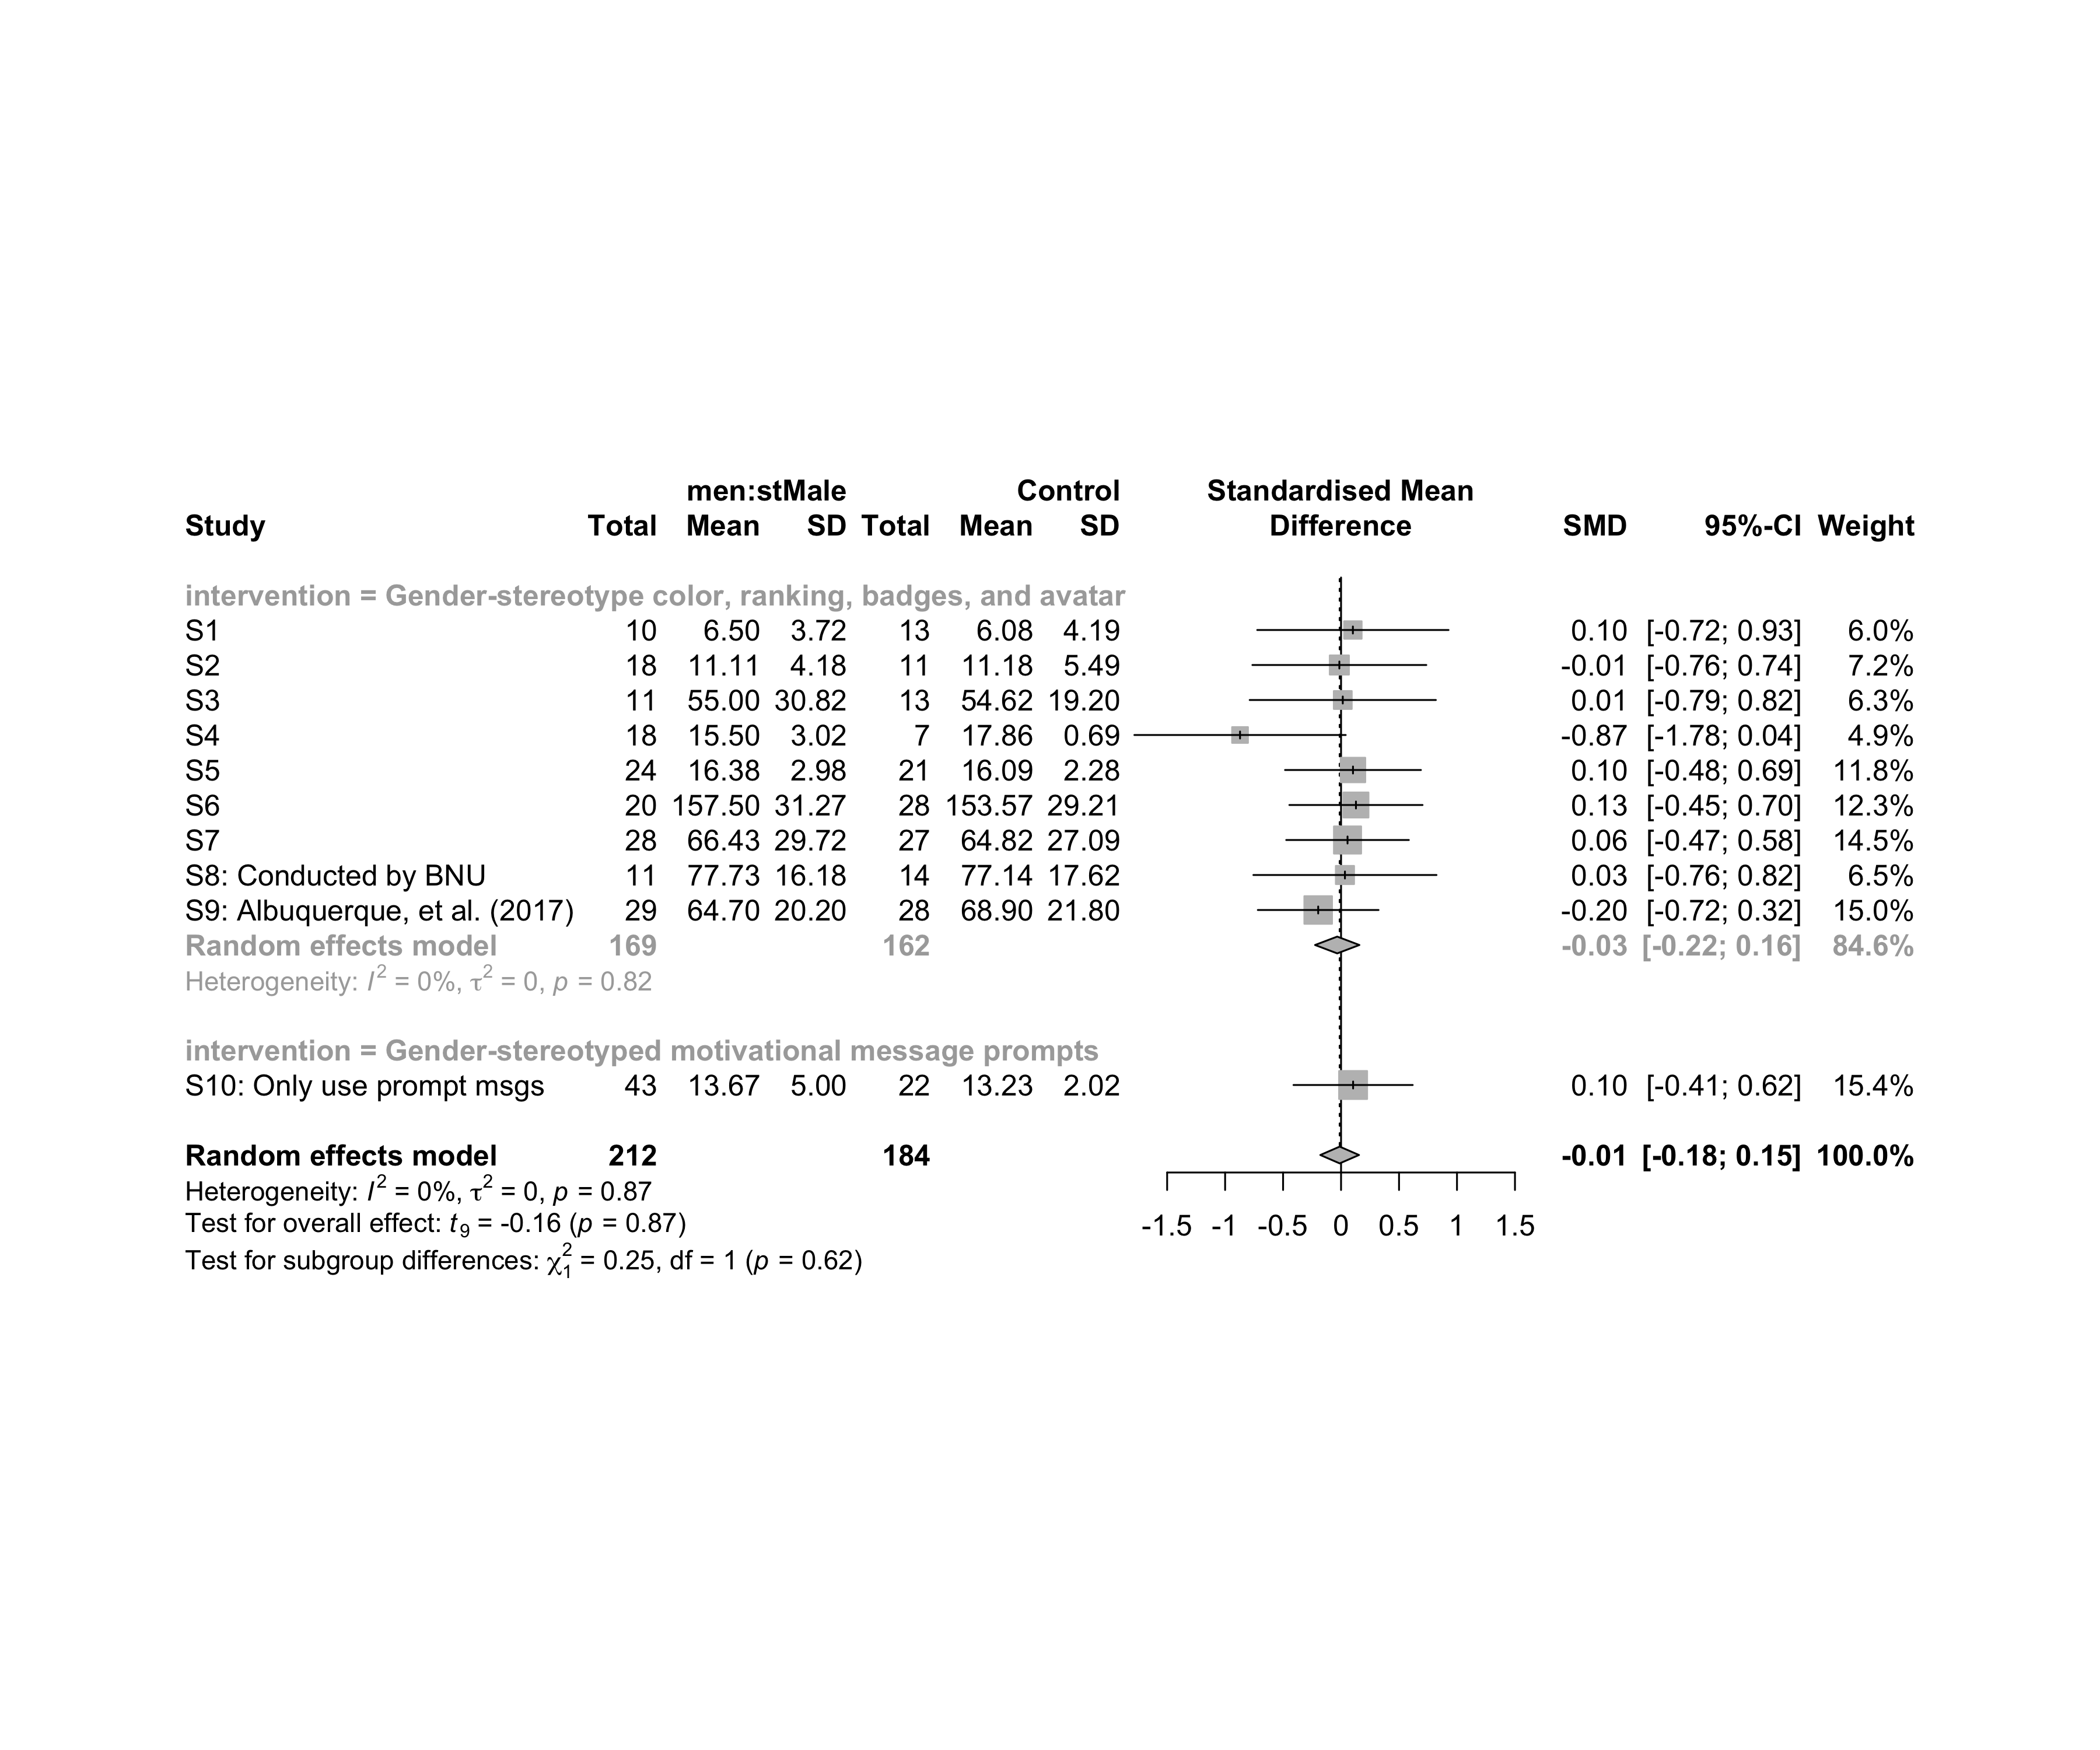 men:stMale Control Standardised Mean
Study Total Mean SD Total Mean SD Difference SMD 95%-CI Weight
intervention = Gender-stereotype color, ranking, badges, and avatar
S1 10 6.50 3.72 13 6.08 4.19 0.10 [-0.72; 0.93] 6.0%
S2 18 11.11 4.18 11 11.18 5.49 -0.01 [-0.76; 0.74] 7.2%
S3 11 55.00 30.82 13 54.62 19.20 0.01 [-0.79; 0.82] 6.3%
S4 18 15.50 3.02 7 17.86 0.69 -0.87 [-1.78; 0.04] 4.9%
S5 24 16.38 2.98 21 16.09 2.28 0.10 [-0.48; 0.69] 11.8%
S6 20 157.50 31.27 28 153.57 29.21 0.13 [-0.45; 0.70] 12.3%
S7 28 66.43 29.72 27 64.82 27.09 0.06 [-0.47; 0.58] 14.5%
S8: Conducted by BNU 11 77.73 16.18 14 77.14 17.62 0.03 [-0.76; 0.82] 6.5%
S9: Albuquerque, et al. (2017) 29 64.70 20.20 28 68.90 21.80 -0.20 [-0.72; 0.32] 15.0%
Random effects model 169 162 -0.03 [-0.22; 0.16] 84.6%
Heterogeneity: I² = 0%, τ² = 0, p = 0.82
intervention = Gender-stereotyped motivational message prompts
S10: Only use prompt msgs 43 13.67 5.00 22 13.23 2.02 0.10 [-0.41; 0.62] 15.4%
Random effects model 212 184 -0.01 [-0.18; 0.15] 100.0%
Heterogeneity: I² = 0%, τ² = 0, p = 0.87
Test for overall effect: t₉ = -0.16 (p = 0.87)
-1.5 -1 -0.5 0 0.5 1 1.5
Test for subgroup differences: χ²₁ = 0.25, df = 1 (p = 0.62)